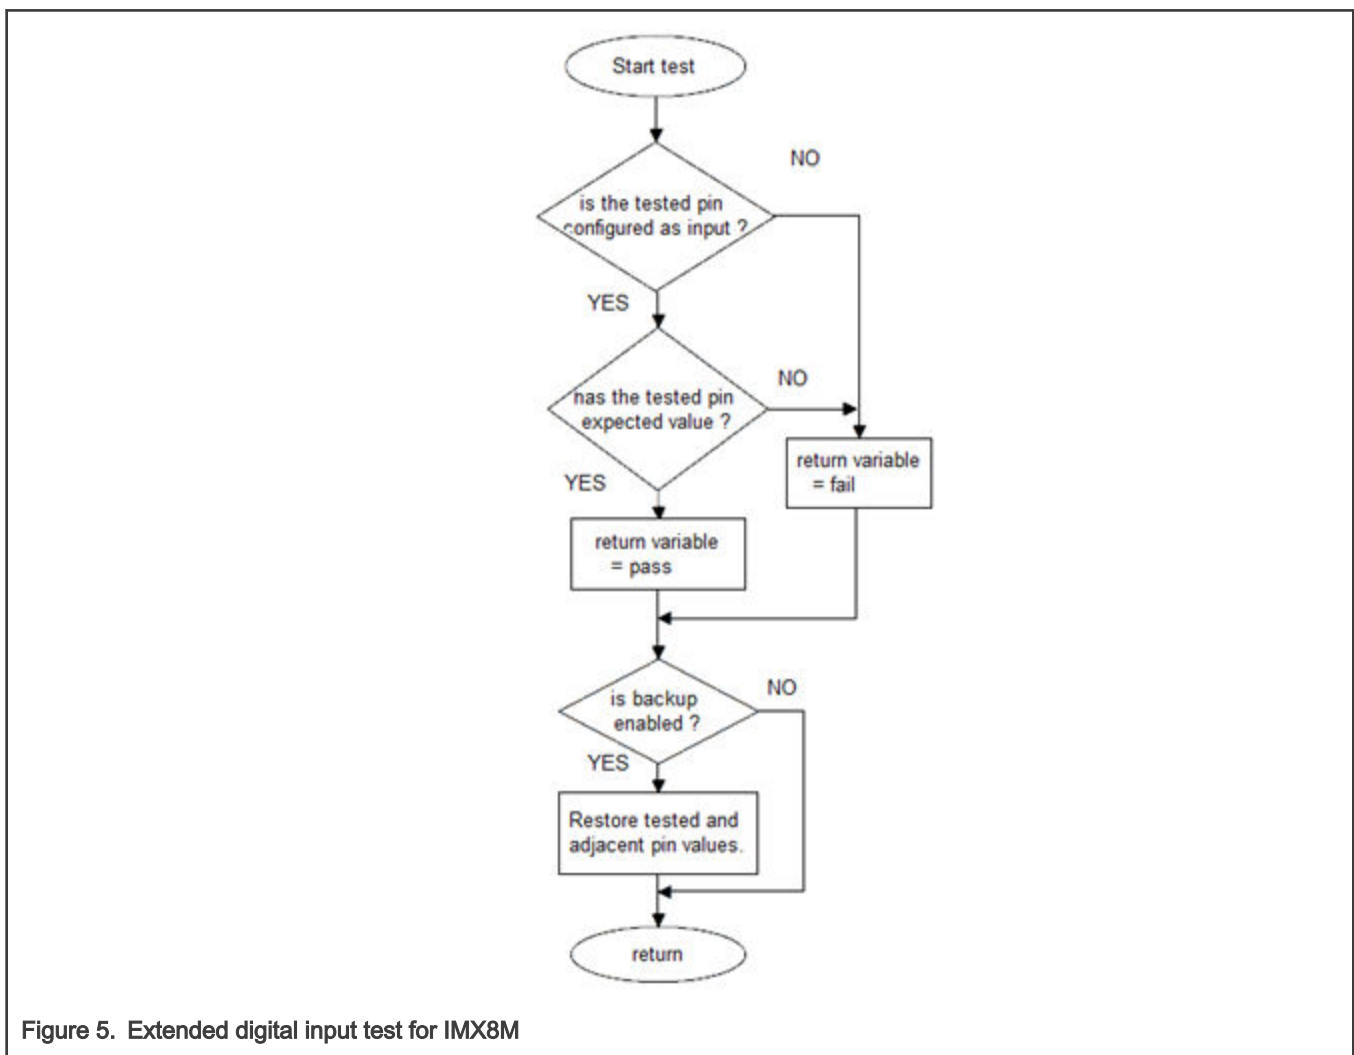 Start test
NO
is the tested pin
configured as input ?
YES
NO
has the tested pin
expected value ?
return variable
= fail
YES
return variable
= pass
NO
is backup
enabled ?
YES
Restore tested and
adjacent pin values.
return
Figure 5. Extended digital input test for IMX8M